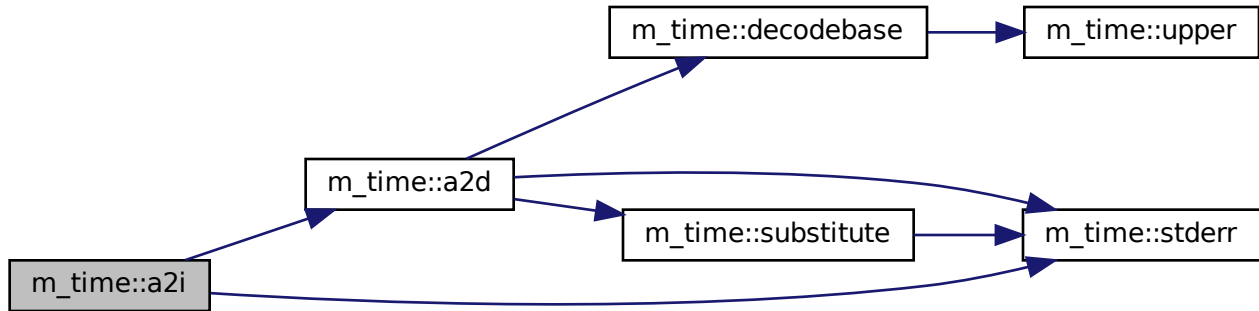 m_time::decodebase
m_time::upper
m_time::a2d
m_time::substitute
m_time::stderr
m_time::a2i